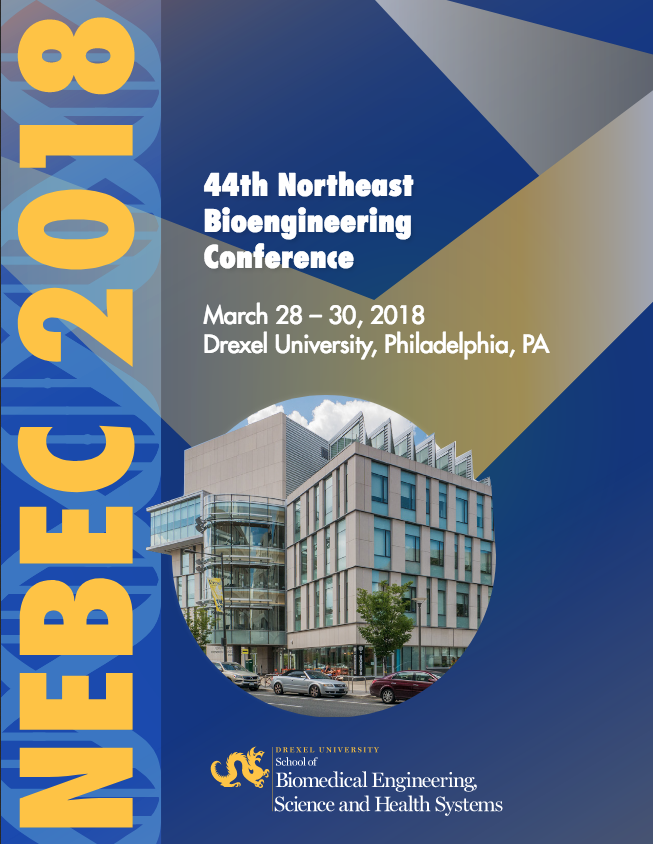 NEBEC 2018
44th Northeast
Bioengineering
Conference
March 28 – 30, 2018
Drexel University, Philadelphia, PA
DREXEL UNIVERSITY
School of
Biomedical Engineering,
Science and Health Systems